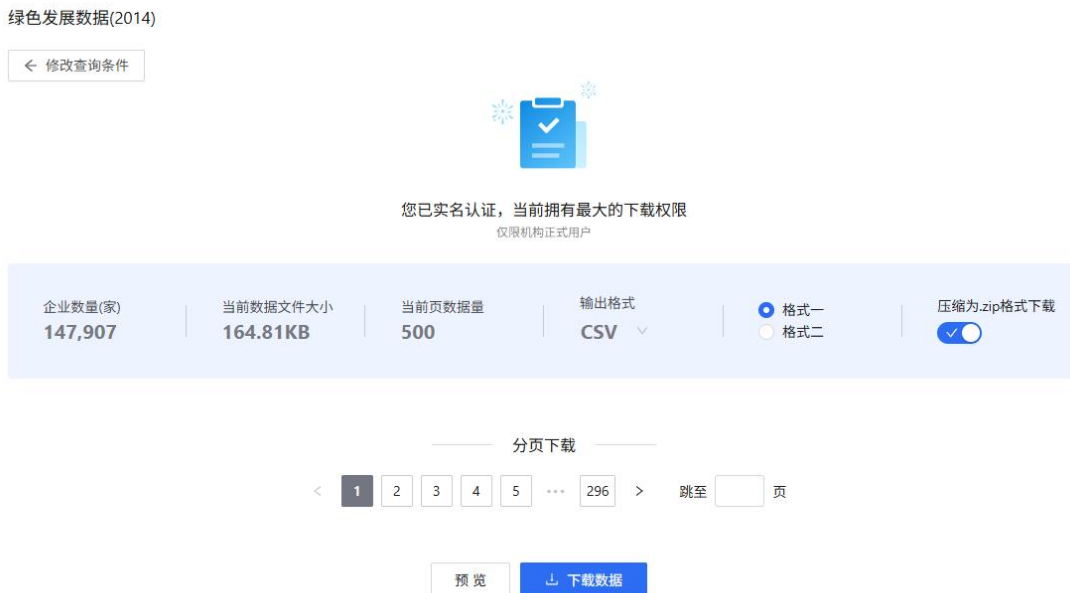 绿色发展数据(2014)
← 修改查询条件
您已实名认证，当前拥有最大的下载权限
仅限机构正式用户
企业数量(家) 当前数据文件大小 当前页数据量 输出格式 格式一 压缩为.zip格式下载
147,907 164.81KB 500 CSV 格式二
分页下载
< 1 2 3 4 5 ··· 296 > 跳至 页
预 览 下载数据